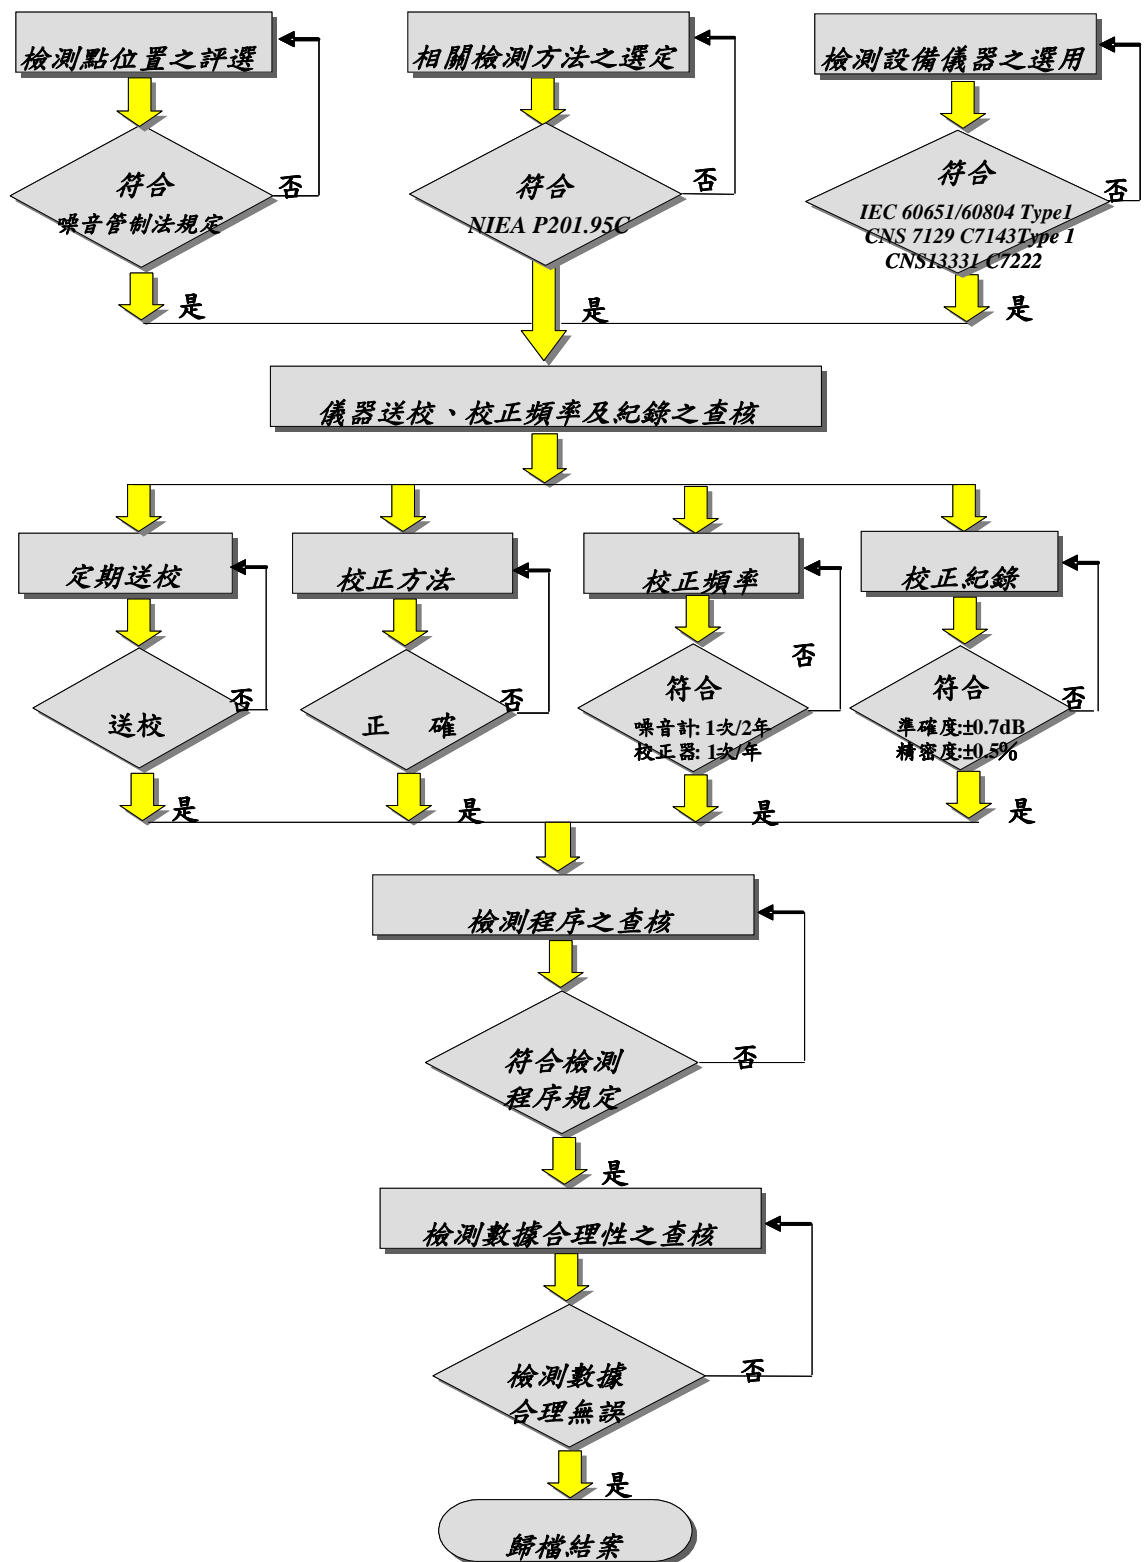 檢測點位置之評選
相關檢測方法之選定
檢測設備儀器之選用
符合
噪音管制法規定
否
符合
NIEA P201.95C
否
符合
IEC 60651/60804 Type1
CNS 7129 C7143Type 1
CNS13331 C7222
否
是
是
是
儀器送校、校正頻率及紀錄之查核
定期送校
校正方法
校正頻率
校正紀錄
送校
否
正 確
否
符合
噪音計: 1次/2年
校正器: 1次/年
否
符合
準確度:±0.7dB
精密度:±0.5%
否
是
是
是
是
檢測程序之查核
符合檢測
程序規定
否
是
檢測數據合理性之查核
檢測數據
合理無誤
否
是
歸檔結案